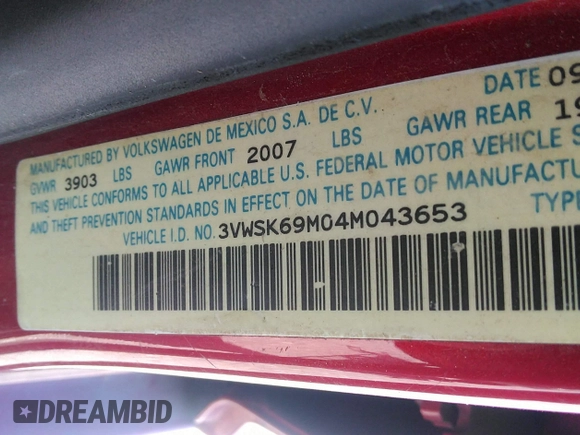 MANUFACTURED BY VOLKSWAGEN DE MEXICO S.A. DE C.V. DATE 09
GVWR 3903 LBS GAWR FRONT 2007 LBS GAWR REAR 19
THIS VEHICLE CONFORMS TO ALL APPLICABLE U.S. FEDERAL MOTOR VEHICLE S
AND THEFT PREVENTION STANDARDS IN EFFECT ON THE DATE OF MANUFACTU
VEHICLE I.D. NO. 3VWSK69M04M043653 TYPE
DREAMBID